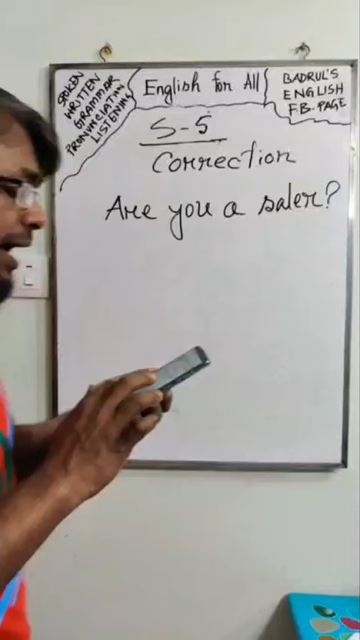 SPOKEN
WRITTEN
GRAMMAR
PRONUNCIATION
LISTENING
English for All
BADRUL'S
ENGLISH
F.B. PAGE
S-5
Correction
Are you a saler?